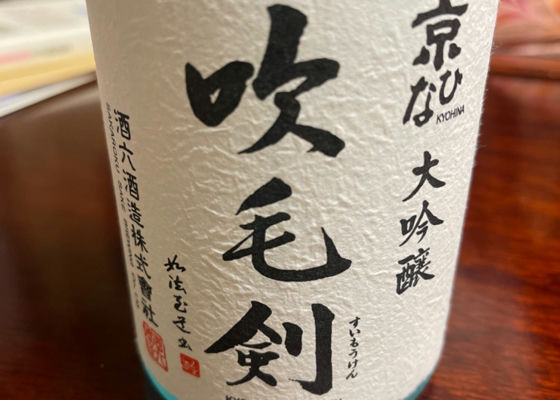 京ひな
KYOHINA
大吟醸
吹毛剣
すいもうけん
酒六酒造株式會社